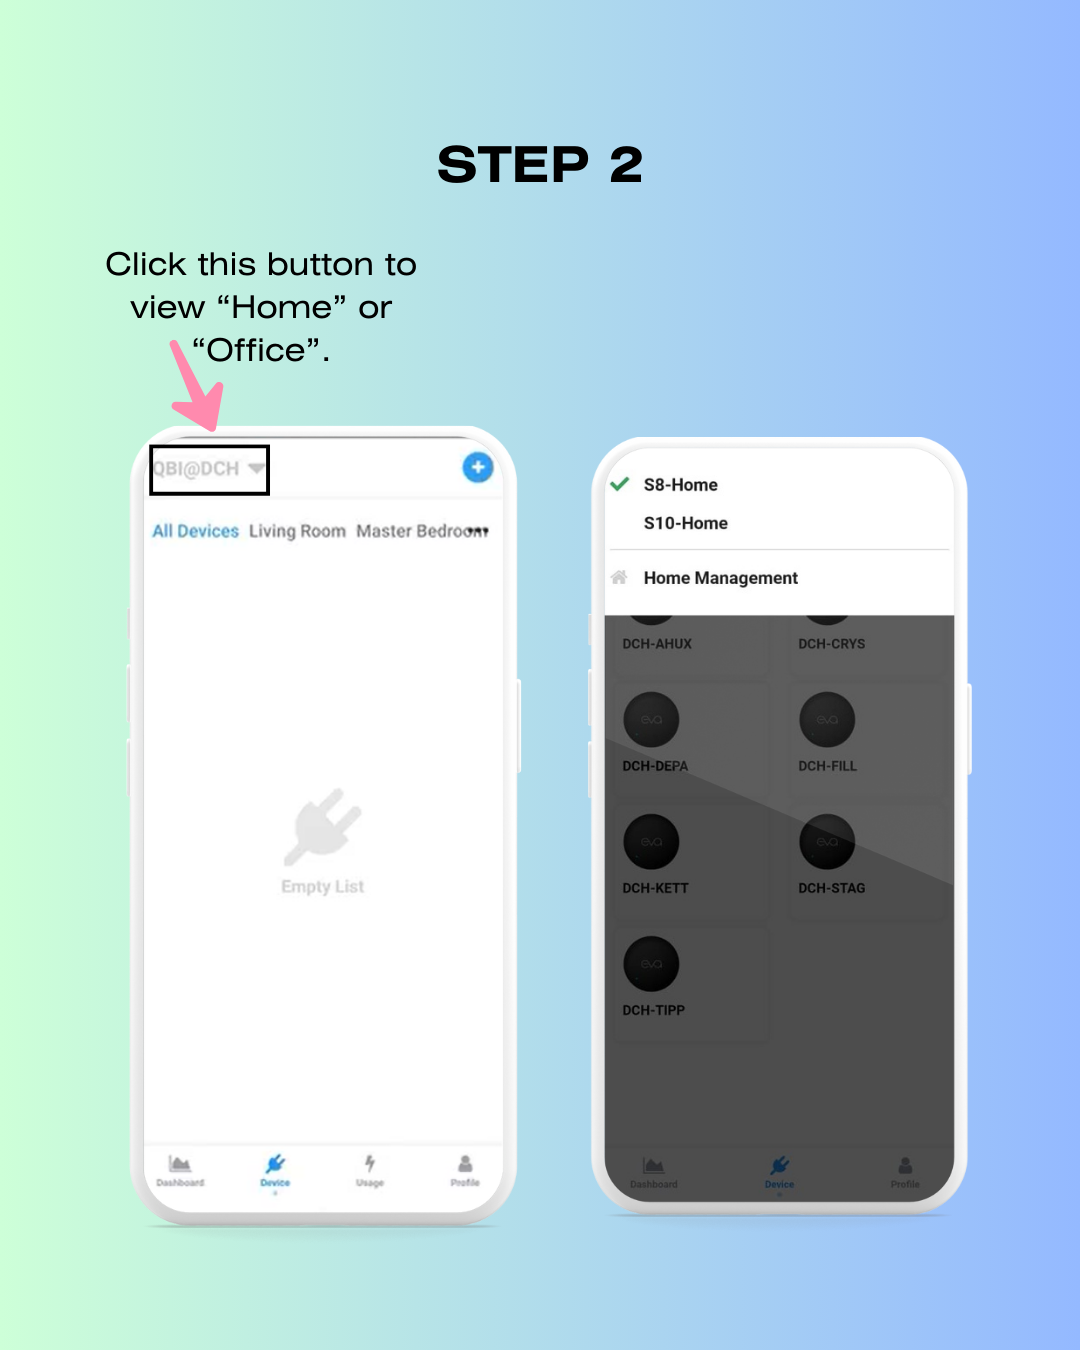 STEP 2
Click this button to
view “Home” or
“Office”.
QBI@DCH
All Devices Living Room Master Bedroom
Empty List
Dashboard Device Usage Profile
S8-Home
S10-Home
Home Management
DCH-AHUX DCH-CRYS
eva eva
DCH-DEPA DCH-FILL
eva eva
DCH-KETT DCH-STAG
eva
DCH-TIPP
Dashboard Device Profile